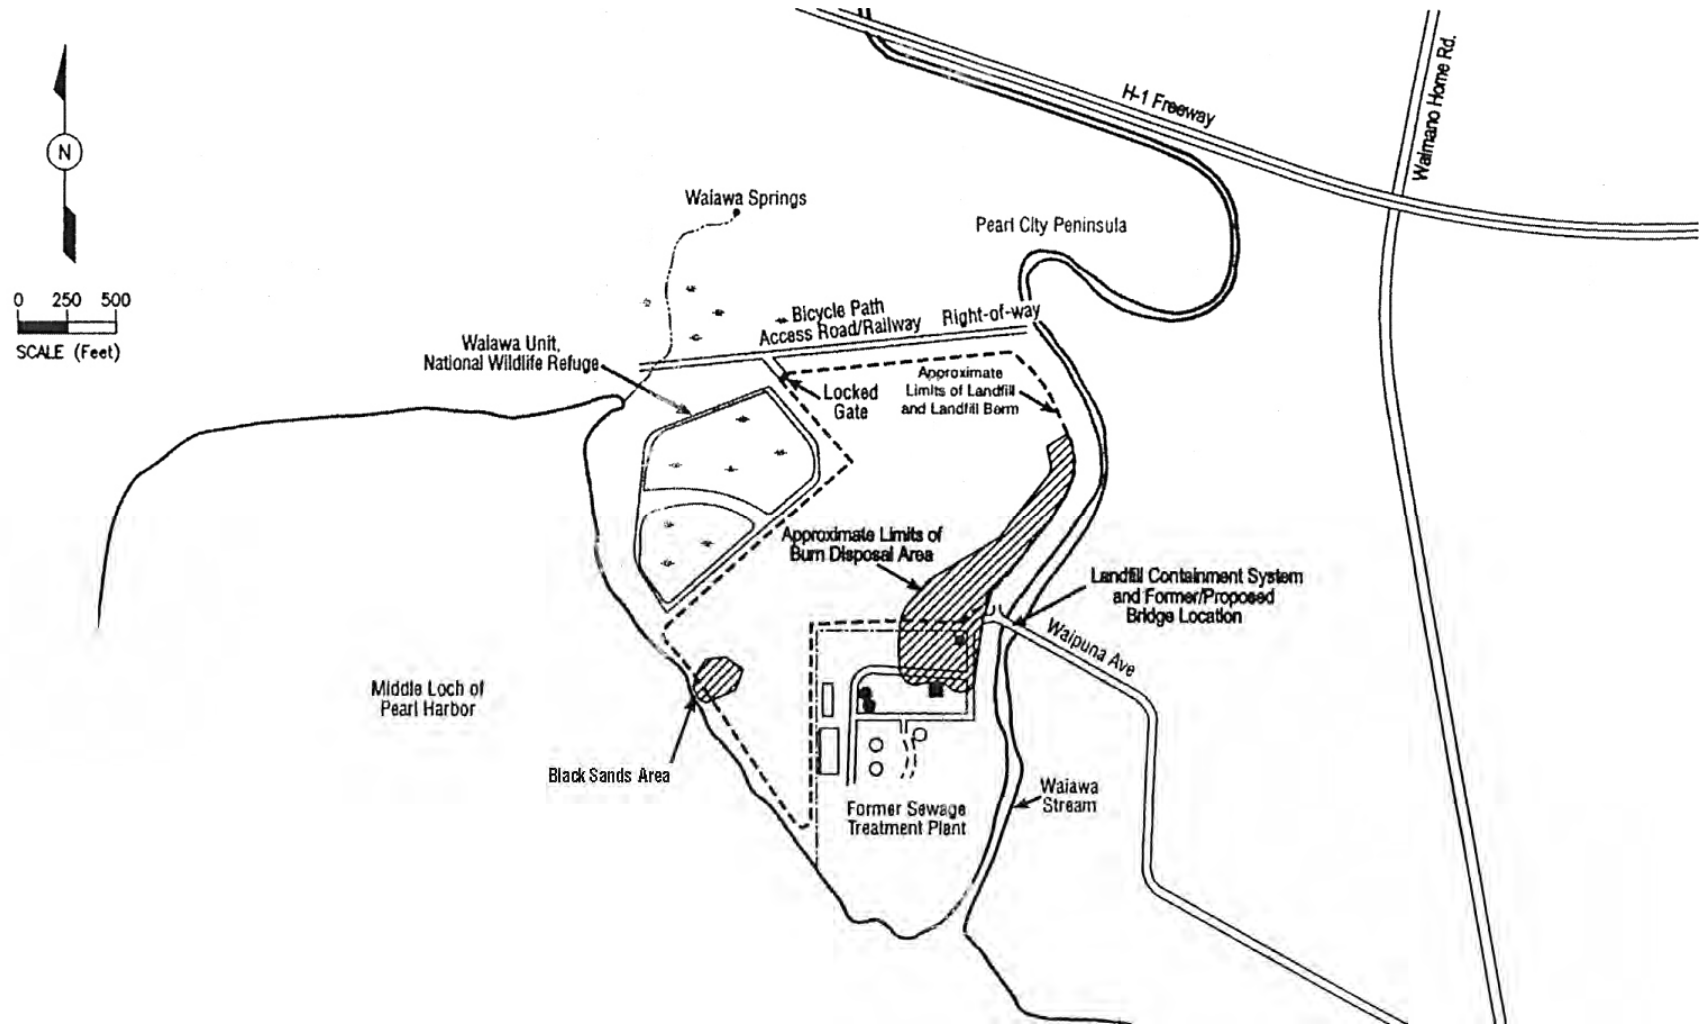 H-1 Freeway
Waimano Home Rd.
N
Waiawa Springs
Pearl City Peninsula
0 250 500
SCALE (Feet)
Bicycle Path
Access Road/Railway
Right-of-way
Waiawa Unit,
National Wildlife Refuge
Locked
Gate
Approximate
Limits of Landfill
and Landfill Berm
Approximate Limits of
Burn Disposal Area
Landfill Containment System
and Former/Proposed
Bridge Location
Waipuna Ave
Middle Loch of
Pearl Harbor
Black Sands Area
Waiawa
Stream
Former Sewage
Treatment Plant